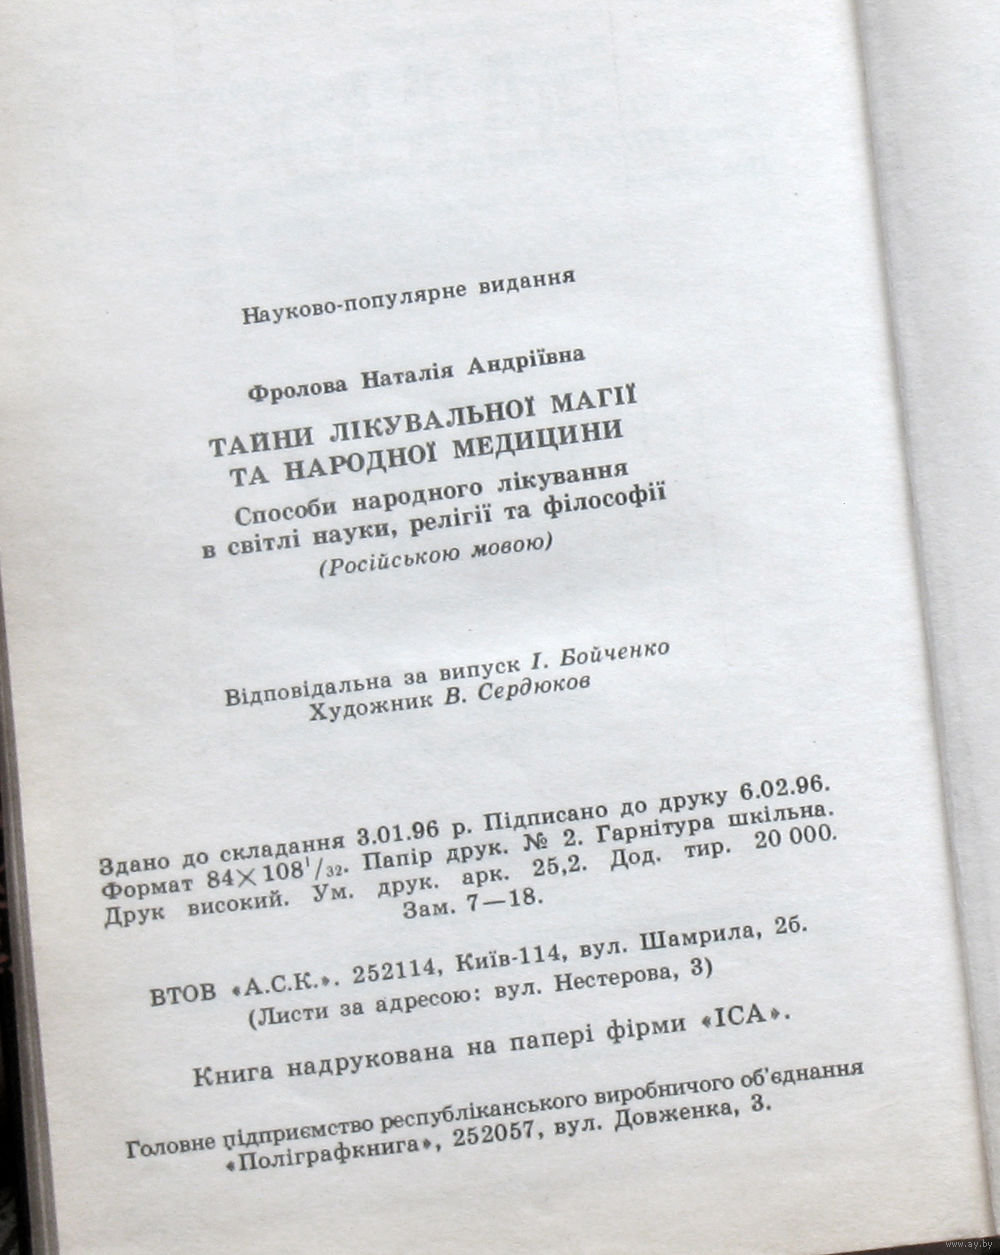 Науково-популярне видання
Фролова Наталія Андріївна
ТАЙНИ ЛІКУВАЛЬНОЇ МАГІЇ
ТА НАРОДНОЇ МЕДИЦИНИ
Способи народного лікування
в світлі науки, релігії та філософії
(Російською мовою)
Відповідальна за випуск І. Бойченко
Художник В. Сердюков
Здано до складання 3.01.96 р. Підписано до друку 6.02.96.
Формат 84×108¹/₃₂. Папір друк. № 2. Гарнітура шкільна.
Друк високий. Ум. друк. арк. 25,2. Дод. тир. 20 000.
Зам. 7—18.
ВТОВ «А.С.К.». 252114, Київ-114, вул. Шамрила, 2б.
(Листи за адресою: вул. Нестерова, 3)
Книга надрукована на папері фірми «ІСА».
Головне підприємство республіканського виробничого об'єднання
«Поліграфкнига», 252057, вул. Довженка, 3.
www.ay.by